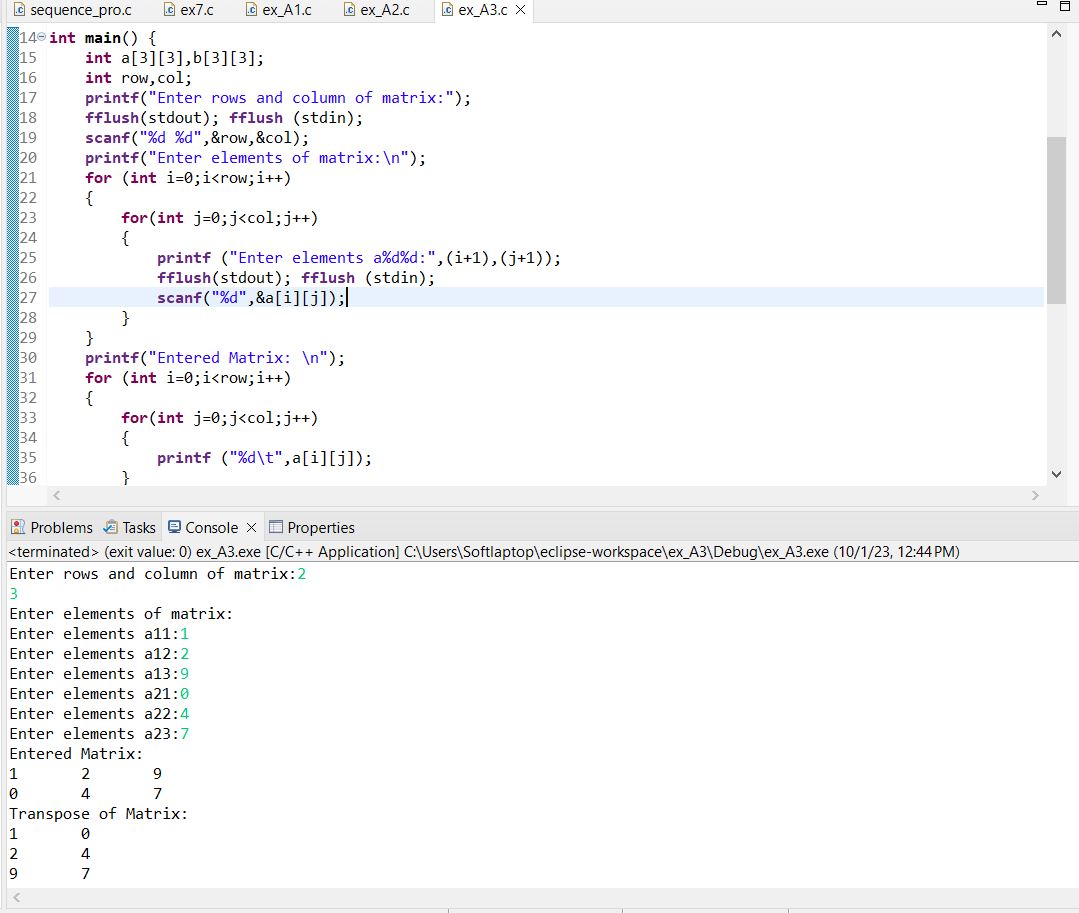 sequence_pro.c ex7.c ex_A1.c ex_A2.c ex_A3.c
14 int main() {
15     int a[3][3],b[3][3];
16     int row,col;
17     printf("Enter rows and column of matrix:");
18     fflush(stdout); fflush (stdin);
19     scanf("%d %d",&row,&col);
20     printf("Enter elements of matrix:\n");
21     for (int i=0;i<row;i++)
22     {
23         for(int j=0;j<col;j++)
24         {
25             printf ("Enter elements a%d%d:",(i+1),(j+1));
26             fflush(stdout); fflush (stdin);
27             scanf("%d",&a[i][j]);
28         }
29     }
30     printf("Entered Matrix: \n");
31     for (int i=0;i<row;i++)
32     {
33         for(int j=0;j<col;j++)
34         {
35             printf ("%d\t",a[i][j]);
36         }
Problems Tasks Console Properties
<terminated> (exit value: 0) ex_A3.exe [C/C++ Application] C:\Users\Softlaptop\eclipse-workspace\ex_A3\Debug\ex_A3.exe (10/1/23, 12:44 PM)
Enter rows and column of matrix:2
3
Enter elements of matrix:
Enter elements a11:1
Enter elements a12:2
Enter elements a13:9
Enter elements a21:0
Enter elements a22:4
Enter elements a23:7
Entered Matrix:
1 2 9
0 4 7
Transpose of Matrix:
1 0
2 4
9 7